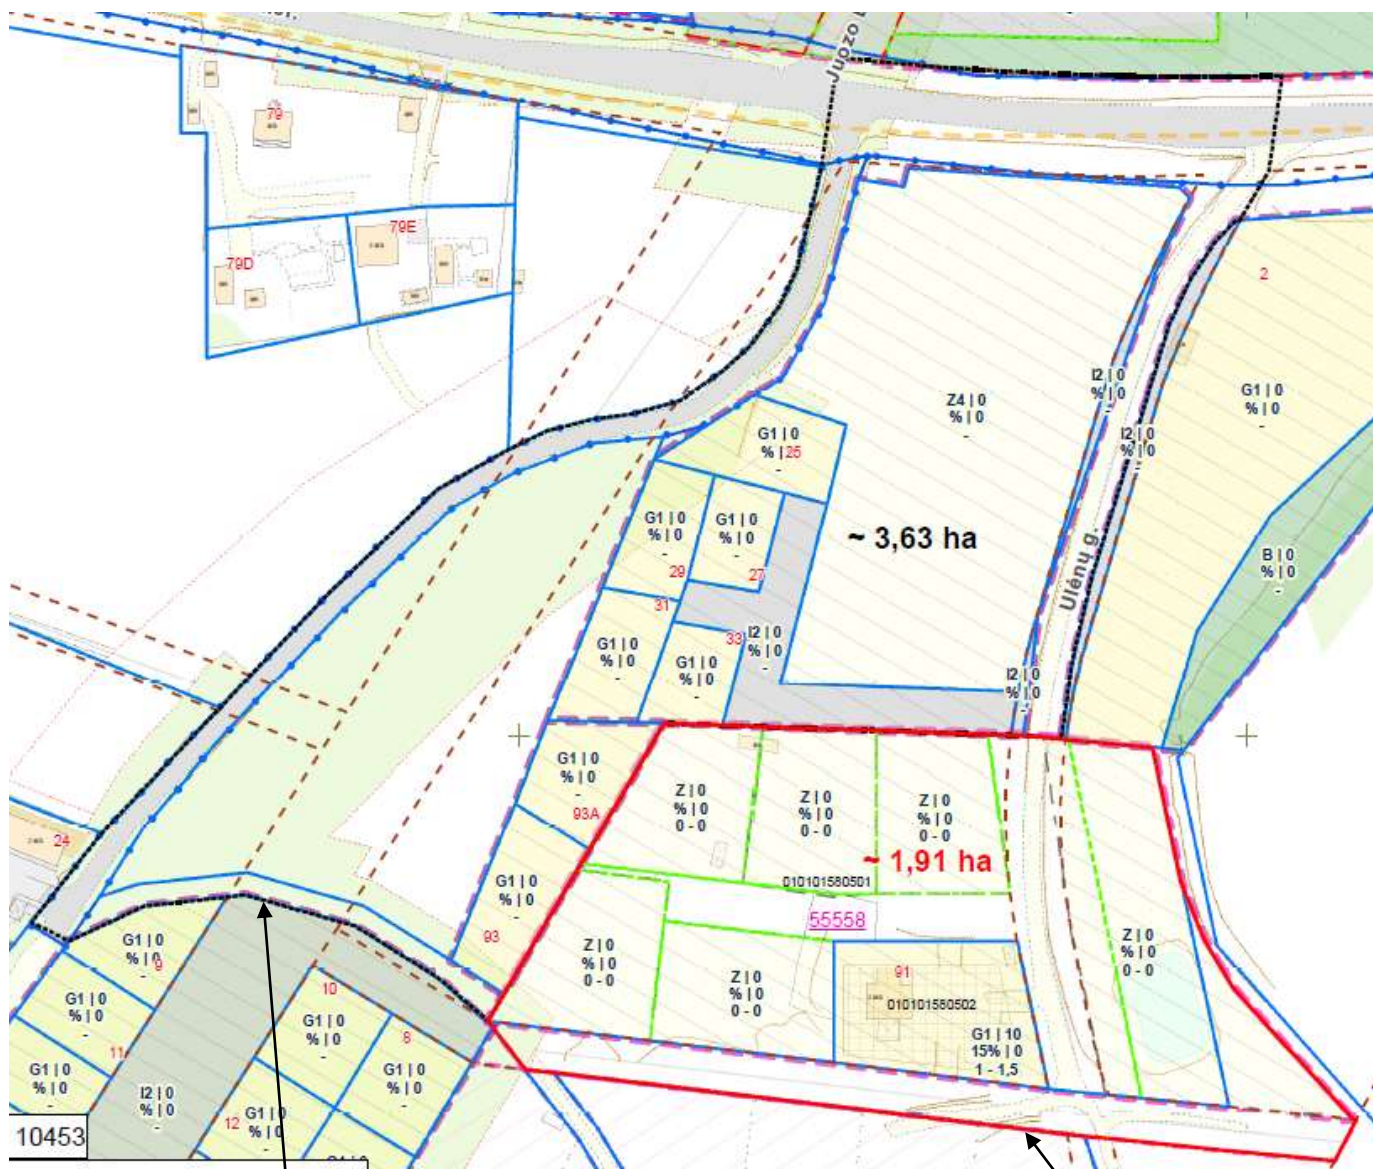 Juozo
79
79E
79D
2
Z4 | 0
% | 0
-
I2 | 0
% | 0
-
G1 | 0
% | 0
-
I2 | 0
% | 0
-
G1 | 0
% | 0
-
25
~ 3,63 ha
G1 | 0
% | 0
-
29
G1 | 0
% | 0
-
27
B | 0
% | 0
-
Ulėnų g.
31
33
I2 | 0
% | 0
-
G1 | 0
% | 0
-
G1 | 0
% | 0
-
I2 | 0
% | 0
-
G1 | 0
% | 0
-
93A
Z | 0
% | 0
0 - 0
Z | 0
% | 0
0 - 0
Z | 0
% | 0
0 - 0
24
~ 1,91 ha
010101580501
G1 | 0
% | 0
-
93
55558
Z | 0
% | 0
0 - 0
Z | 0
% | 0
0 - 0
Z | 0
% | 0
0 - 0
91
010101580502
G1 | 10
15% | 0
1 - 1,5
G1 | 0
% | 0
-
9
G1 | 0
% | 0
-
10
G1 | 0
% | 0
-
8
11
G1 | 0
% | 0
-
G1 | 0
% | 0
-
I2 | 0
% | 0
-
12
G1 | 0
% | 0
-
10453